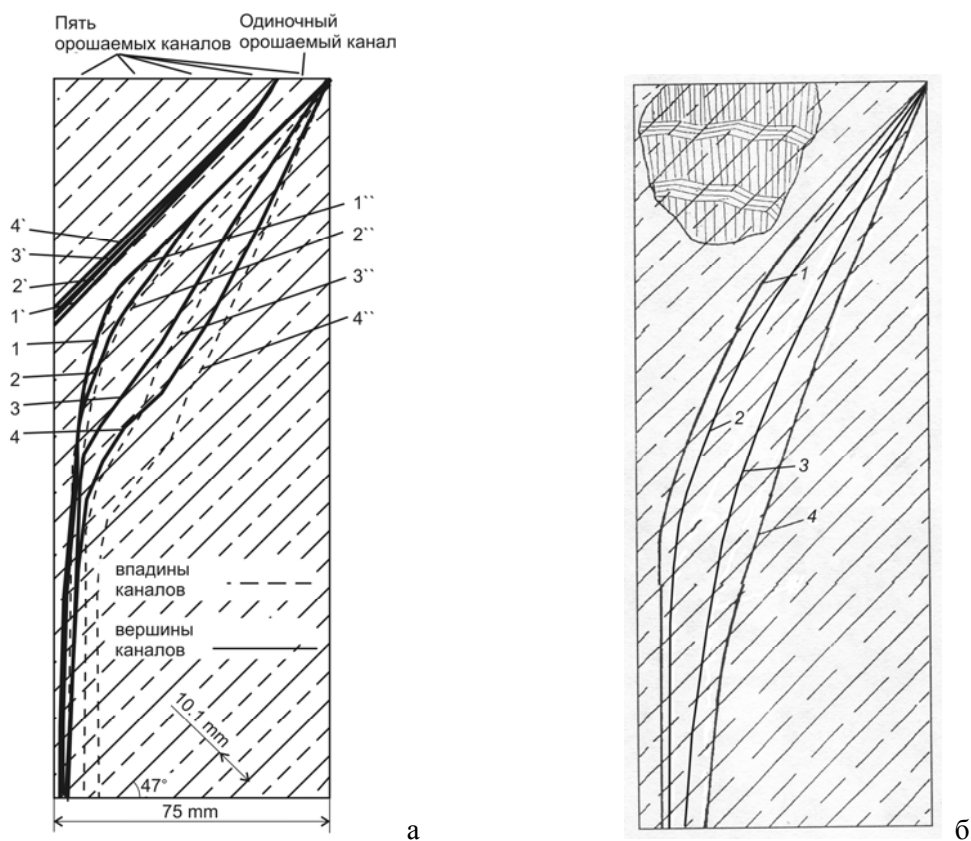 Пять
орошаемых каналов
Одиночный
орошаемый канал
4`
3`
2`
1`
1
2
3
4
1``
2``
3``
4``
впадины
каналов
вершины
каналов
10.1 mm
47°
75 mm
а
1
2
3
4
б